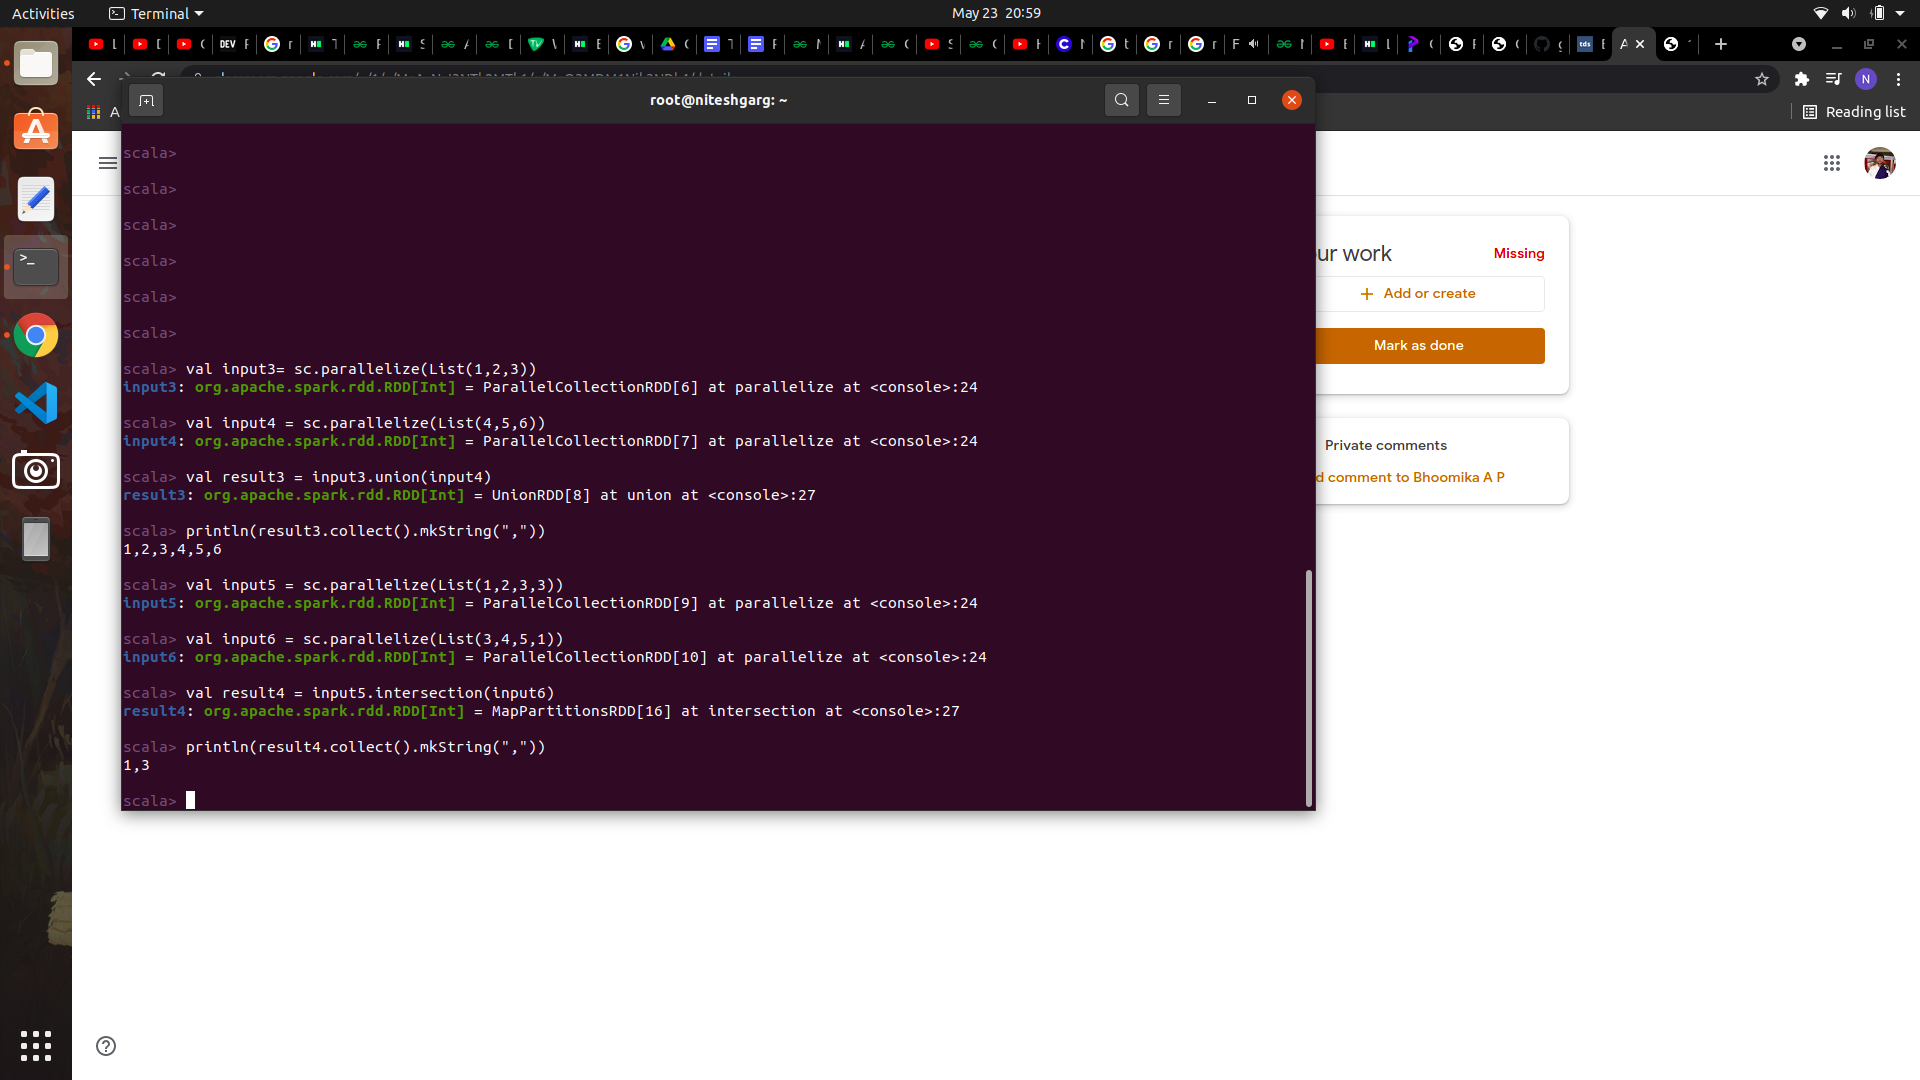 Activities
Terminal
May 23 20:59
Reading list
root@niteshgarg: ~
scala>
scala>
scala>
scala>
scala>
scala>
scala> val input3= sc.parallelize(List(1,2,3))
input3: org.apache.spark.rdd.RDD[Int] = ParallelCollectionRDD[6] at parallelize at <console>:24
scala> val input4 = sc.parallelize(List(4,5,6))
input4: org.apache.spark.rdd.RDD[Int] = ParallelCollectionRDD[7] at parallelize at <console>:24
scala> val result3 = input3.union(input4)
result3: org.apache.spark.rdd.RDD[Int] = UnionRDD[8] at union at <console>:27
scala> println(result3.collect().mkString(","))
1,2,3,4,5,6
scala> val input5 = sc.parallelize(List(1,2,3,3))
input5: org.apache.spark.rdd.RDD[Int] = ParallelCollectionRDD[9] at parallelize at <console>:24
scala> val input6 = sc.parallelize(List(3,4,5,1))
input6: org.apache.spark.rdd.RDD[Int] = ParallelCollectionRDD[10] at parallelize at <console>:24
scala> val result4 = input5.intersection(input6)
result4: org.apache.spark.rdd.RDD[Int] = MapPartitionsRDD[16] at intersection at <console>:27
scala> println(result4.collect().mkString(","))
1,3
scala>
our work
Missing
Add or create
Mark as done
Private comments
d comment to Bhoomika A P